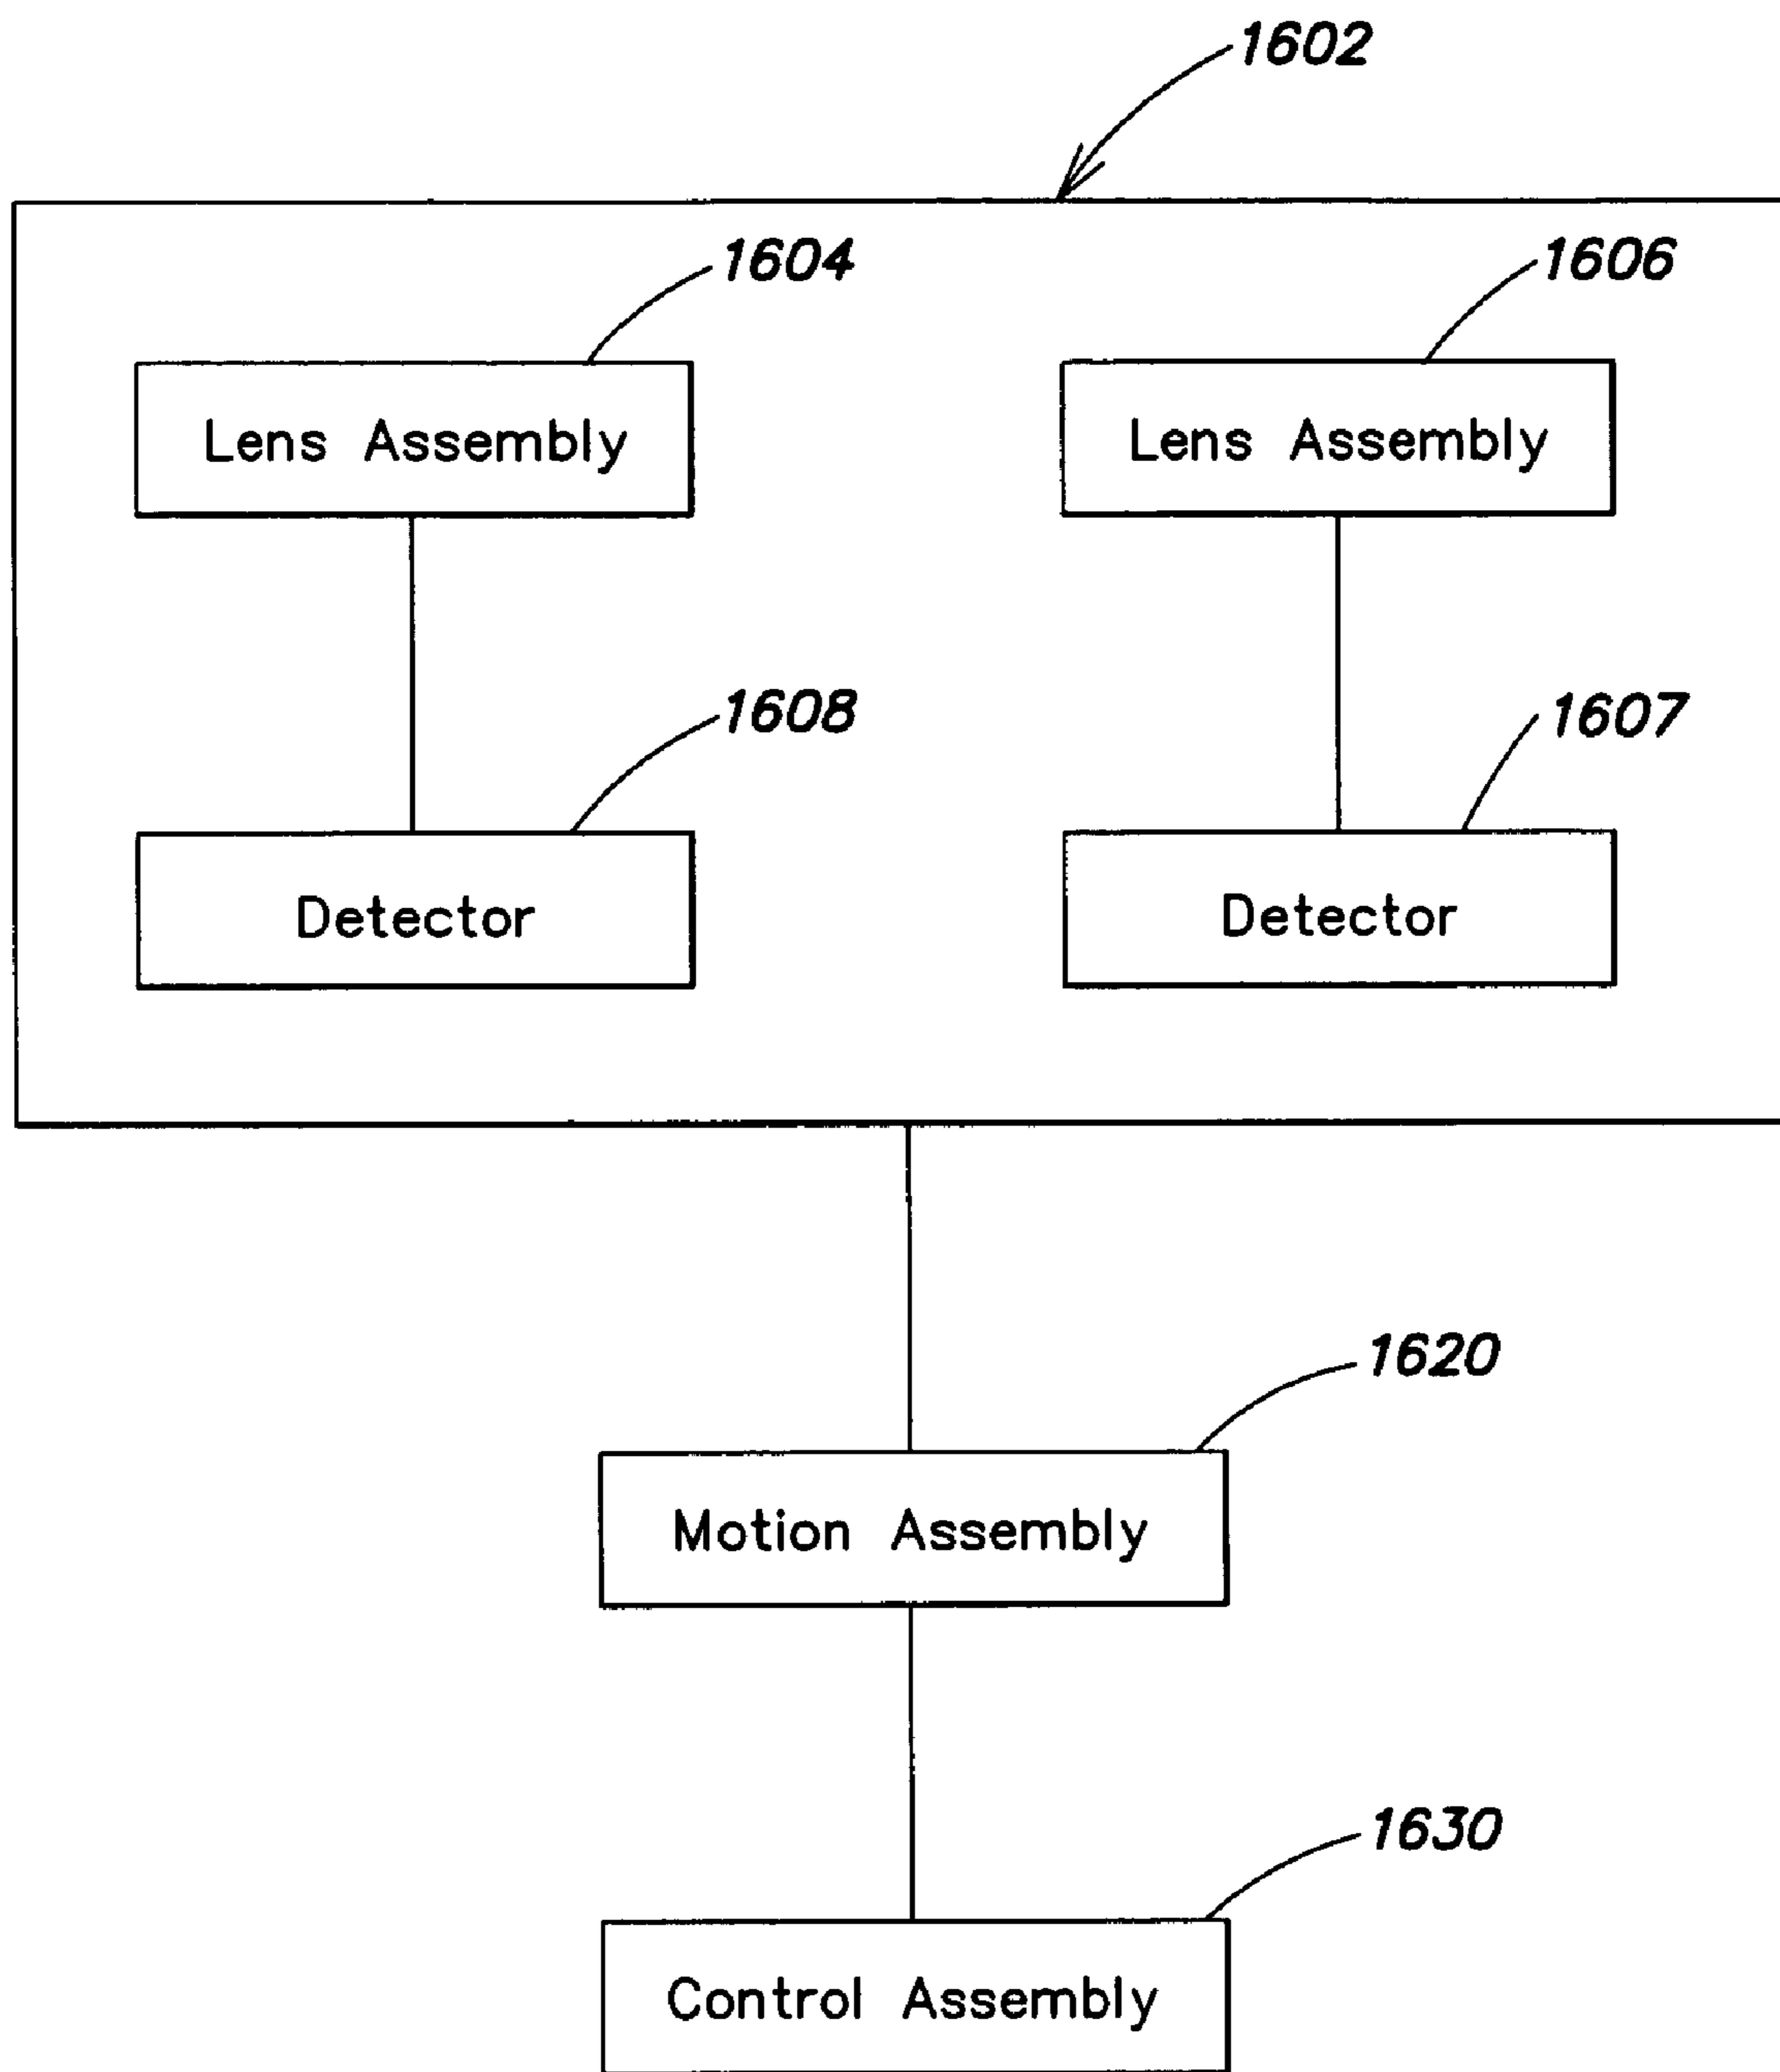 1602
1604
1606
Lens Assembly
Lens Assembly
1608
1607
Detector
Detector
1620
Motion Assembly
1630
Control Assembly